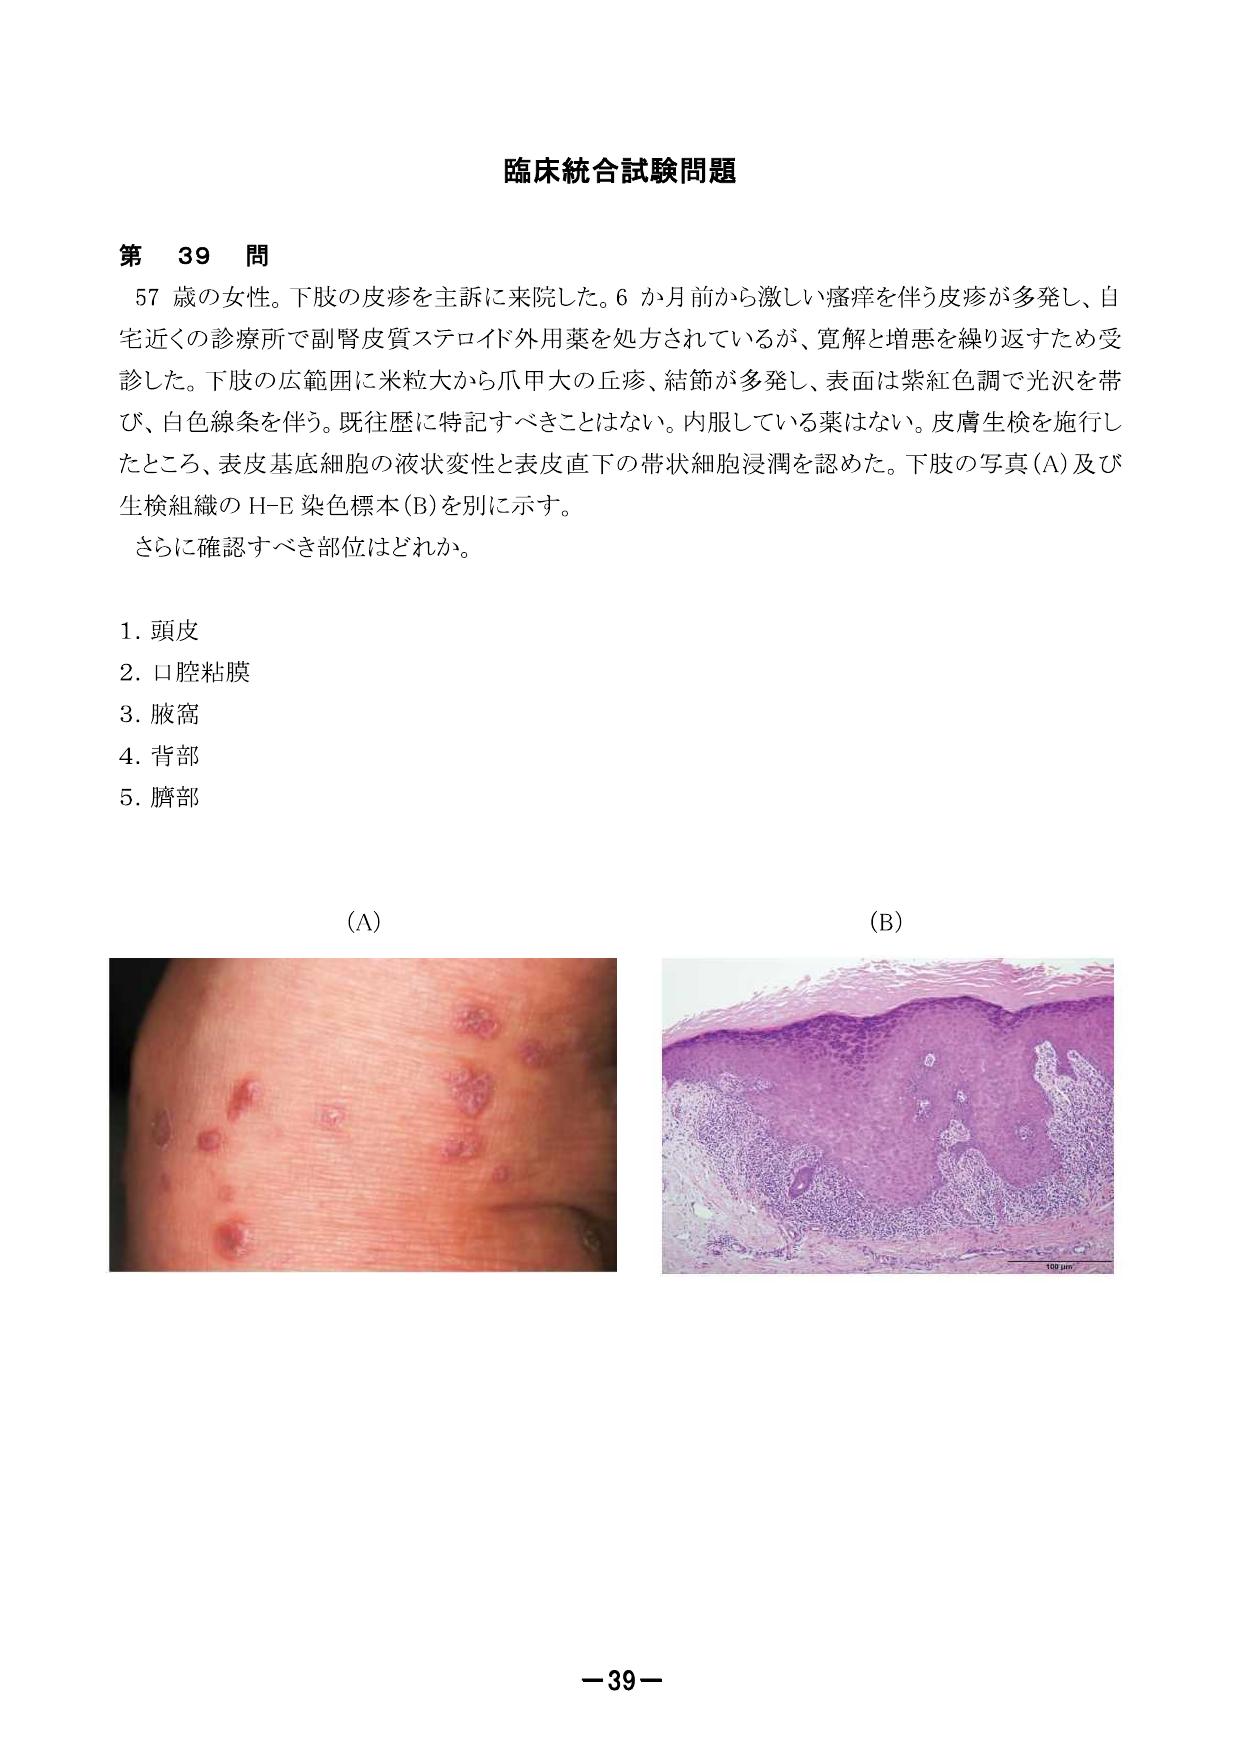 臨床統合試験問題
第 39 問
57 歳の女性。下肢の皮疹を主訴に来院した。6 か月前から激しい瘙痒を伴う皮疹が多発し、自
宅近くの診療所で副腎皮質ステロイド外用薬を処方されているが、寛解と増悪を繰り返すため受
診した。下肢の広範囲に米粒大から爪甲大の丘疹、結節が多発し、表面は紫紅色調で光沢を帯
び、白色線条を伴う。既往歴に特記すべきことはない。内服している薬はない。皮膚生検を施行し
たところ、表皮基底細胞の液状変性と表皮直下の帯状細胞浸潤を認めた。下肢の写真(A)及び
生検組織の H-E 染色標本(B)を別に示す。
さらに確認すべき部位はどれか。
1. 頭皮
2. 口腔粘膜
3. 腋窩
4. 背部
5. 臍部
(A)
(B)
100 μm
－39－